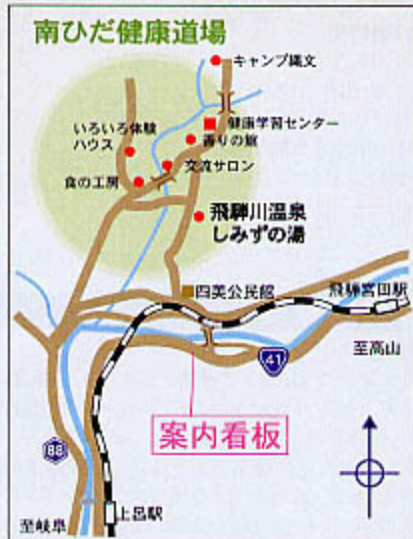 南ひだ健康道場
キャンプ縄文
健康学習センター
いろいろ体験
ハウス
香りの館
交流サロン
食の工房
飛騨川温泉
しみずの湯
四美公民館
飛騨宮田駅
至高山
41
案内看板
88
上呂駅
至岐阜